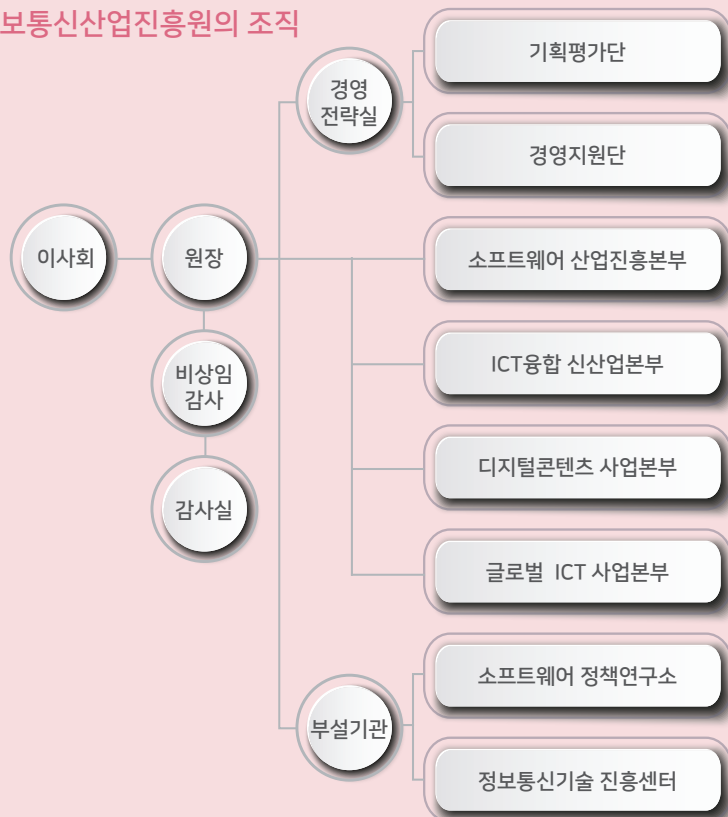 보통신산업진흥원의 조직
경영
전략실
기획평가단
경영지원단
이사회
원장
비상임
감사
감사실
소프트웨어 산업진흥본부
ICT융합 신산업본부
디지털콘텐츠 사업본부
글로벌 ICT 사업본부
부설기관
소프트웨어 정책연구소
정보통신기술 진흥센터